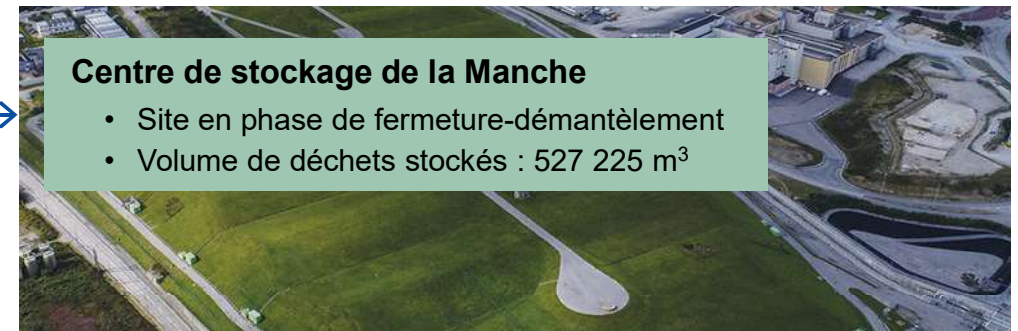 Centre de stockage de la Manche
• Site en phase de fermeture-démantèlement
• Volume de déchets stockés : 527 225 m³